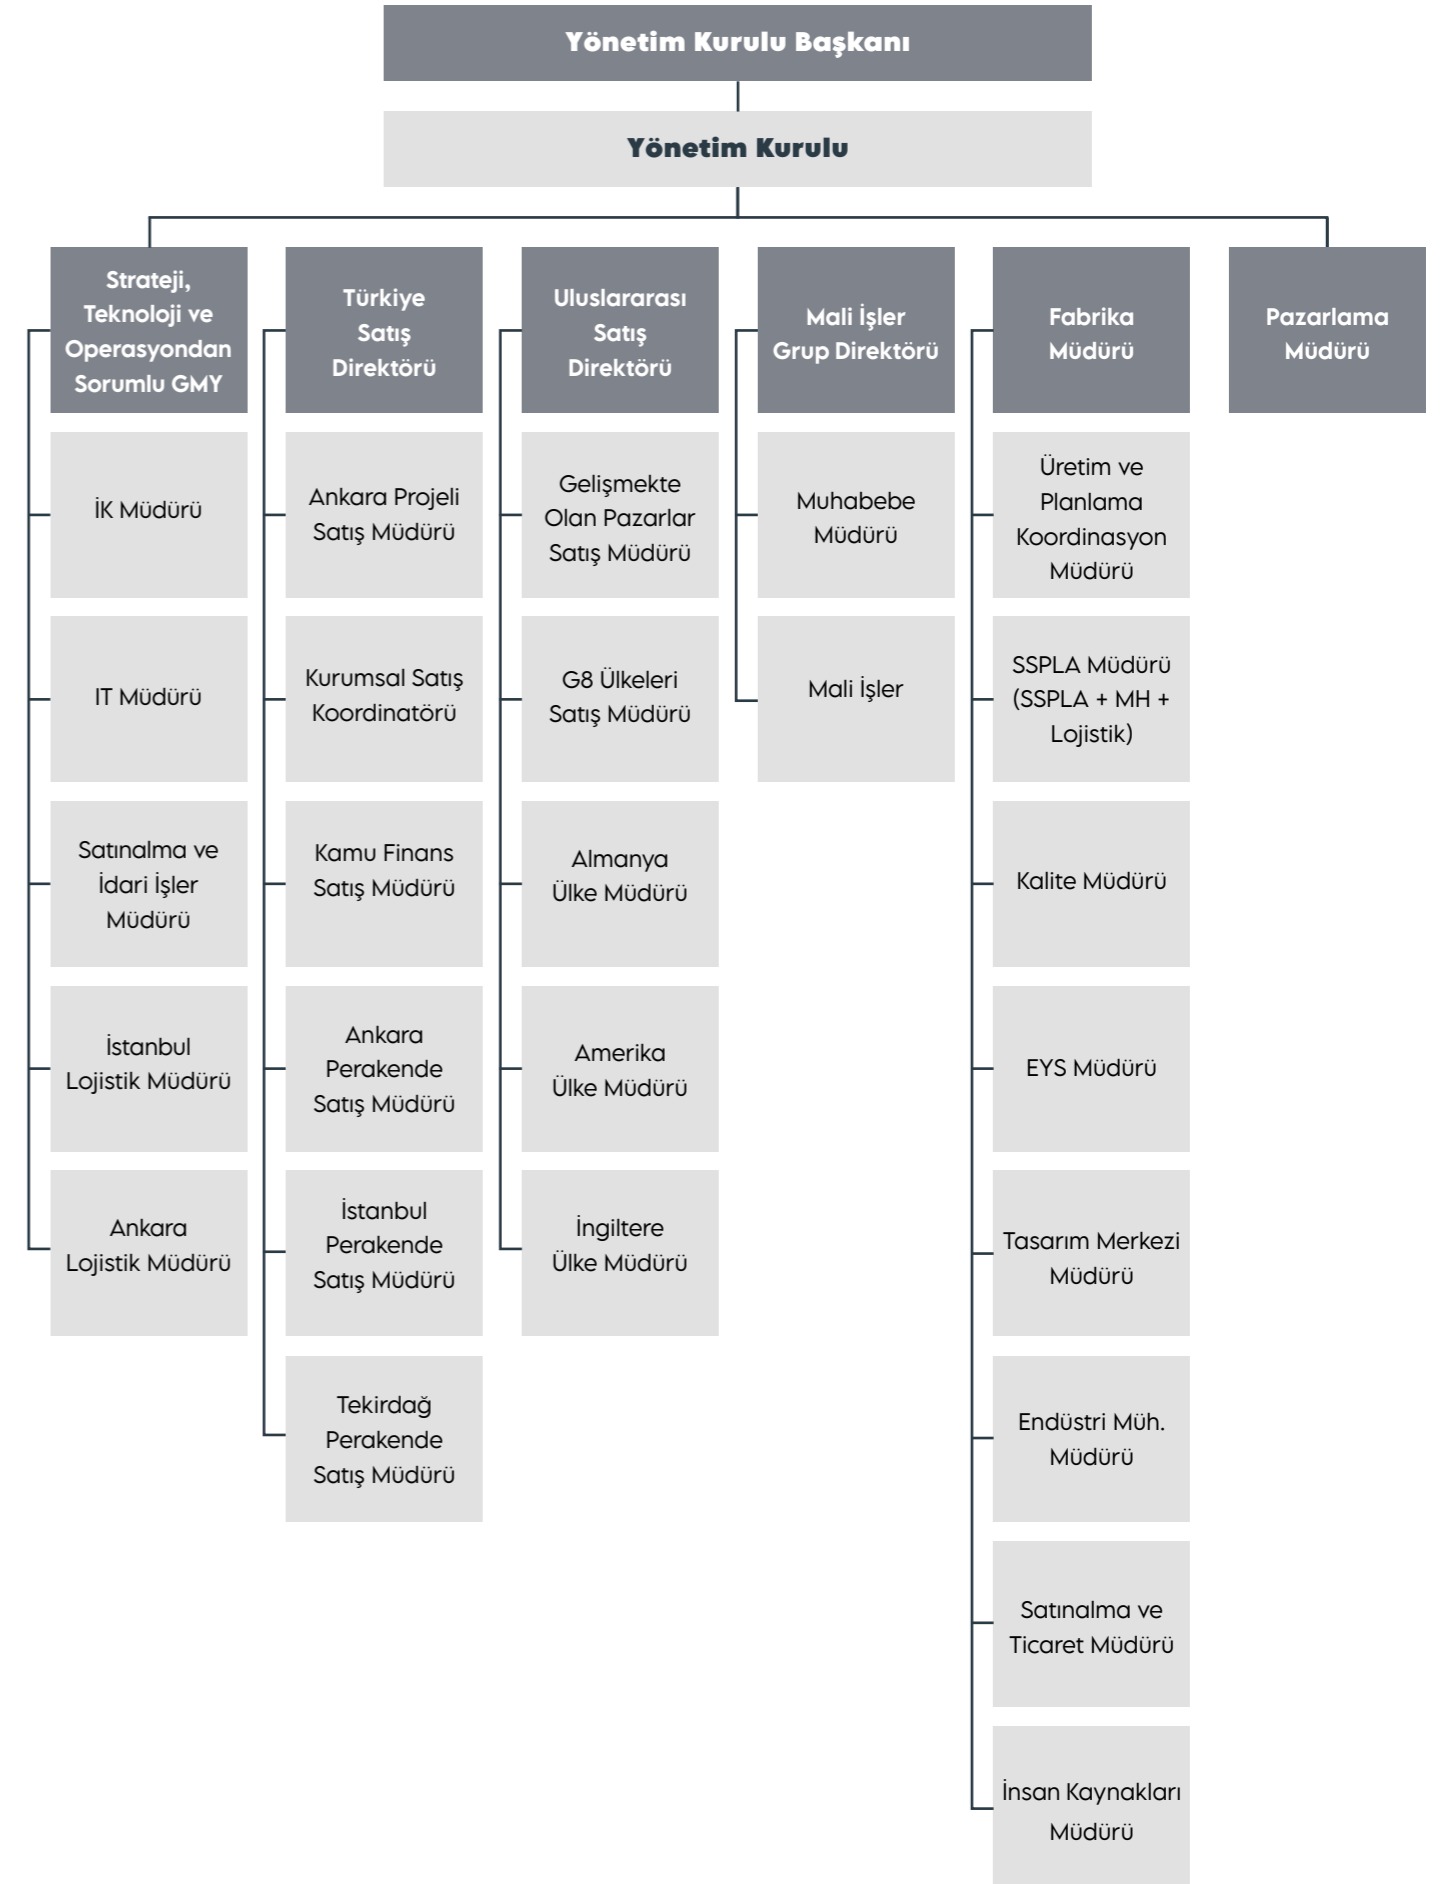 Yönetim Kurulu Başkanı
Yönetim Kurulu
Strateji,
Teknoloji ve
Operasyondan
Sorumlu GMY
İK Müdürü
IT Müdürü
Satınalma ve
İdari İşler
Müdürü
İstanbul
Lojistik Müdürü
Ankara
Lojistik Müdürü
Türkiye
Satış
Direktörü
Ankara Projeli
Satış Müdürü
Kurumsal Satış
Koordinatörü
Kamu Finans
Satış Müdürü
Ankara
Perakende
Satış Müdürü
İstanbul
Perakende
Satış Müdürü
Tekirdağ
Perakende
Satış Müdürü
Uluslararası
Satış
Direktörü
Gelişmekte
Olan Pazarlar
Satış Müdürü
G8 Ülkeleri
Satış Müdürü
Almanya
Ülke Müdürü
Amerika
Ülke Müdürü
İngiltere
Ülke Müdürü
Mali İşler
Grup Direktörü
Muhabebe
Müdürü
Mali İşler
Fabrika
Müdürü
Üretim ve
Planlama
Koordinasyon
Müdürü
SSPLA Müdürü
(SSPLA + MH +
Lojistik)
Kalite Müdürü
EYS Müdürü
Tasarım Merkezi
Müdürü
Endüstri Müh.
Müdürü
Satınalma ve
Ticaret Müdürü
İnsan Kaynakları
Müdürü
Pazarlama
Müdürü